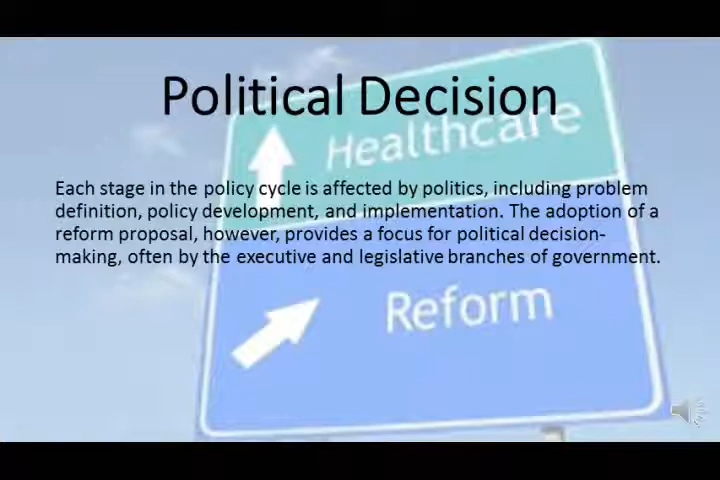 Political Decision
Healthcare
Each stage in the policy cycle is affected by politics, including problem
definition, policy development, and implementation. The adoption of a
reform proposal, however, provides a focus for political decision-
making, often by the executive and legislative branches of government.
Reform